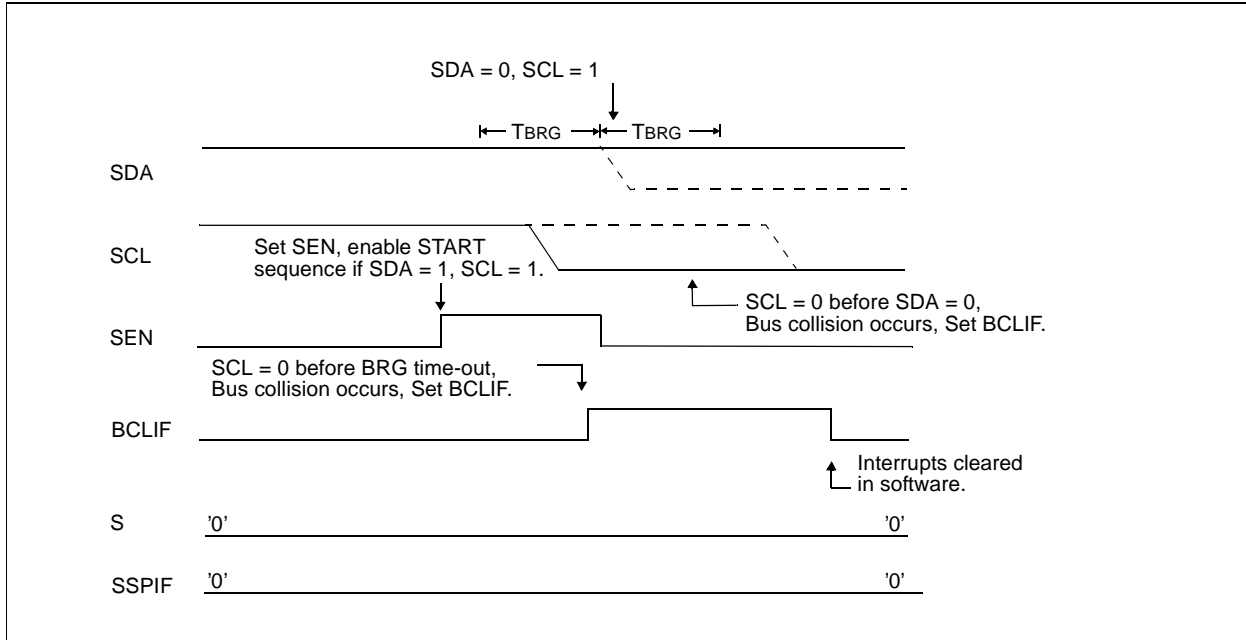 SDA = 0, SCL = 1
TBRG TBRG
SDA
SCL
Set SEN, enable START
sequence if SDA = 1, SCL = 1.
SCL = 0 before SDA = 0,
Bus collision occurs, Set BCLIF.
SEN
SCL = 0 before BRG time-out,
Bus collision occurs, Set BCLIF.
BCLIF
Interrupts cleared
in software.
S '0' '0'
SSPIF '0' '0'